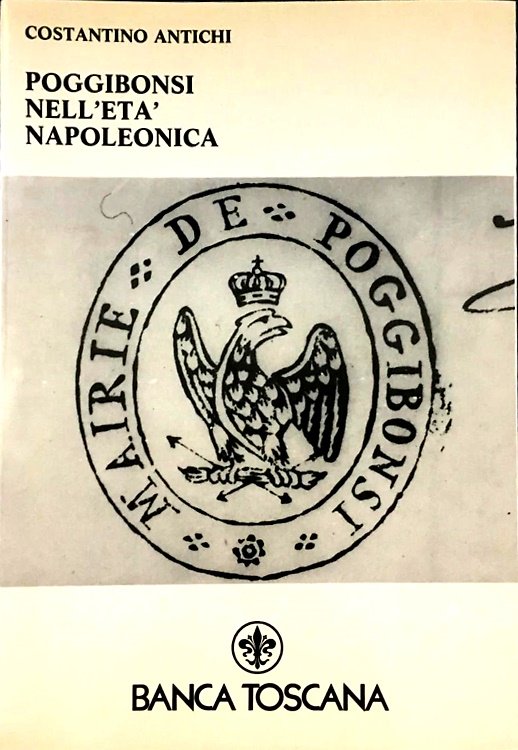 COSTANTINO ANTICHI
POGGIBONSI
NELL'ETA'
NAPOLEONICA
MAIRIE DE POGGIBONSI
BANCA TOSCANA